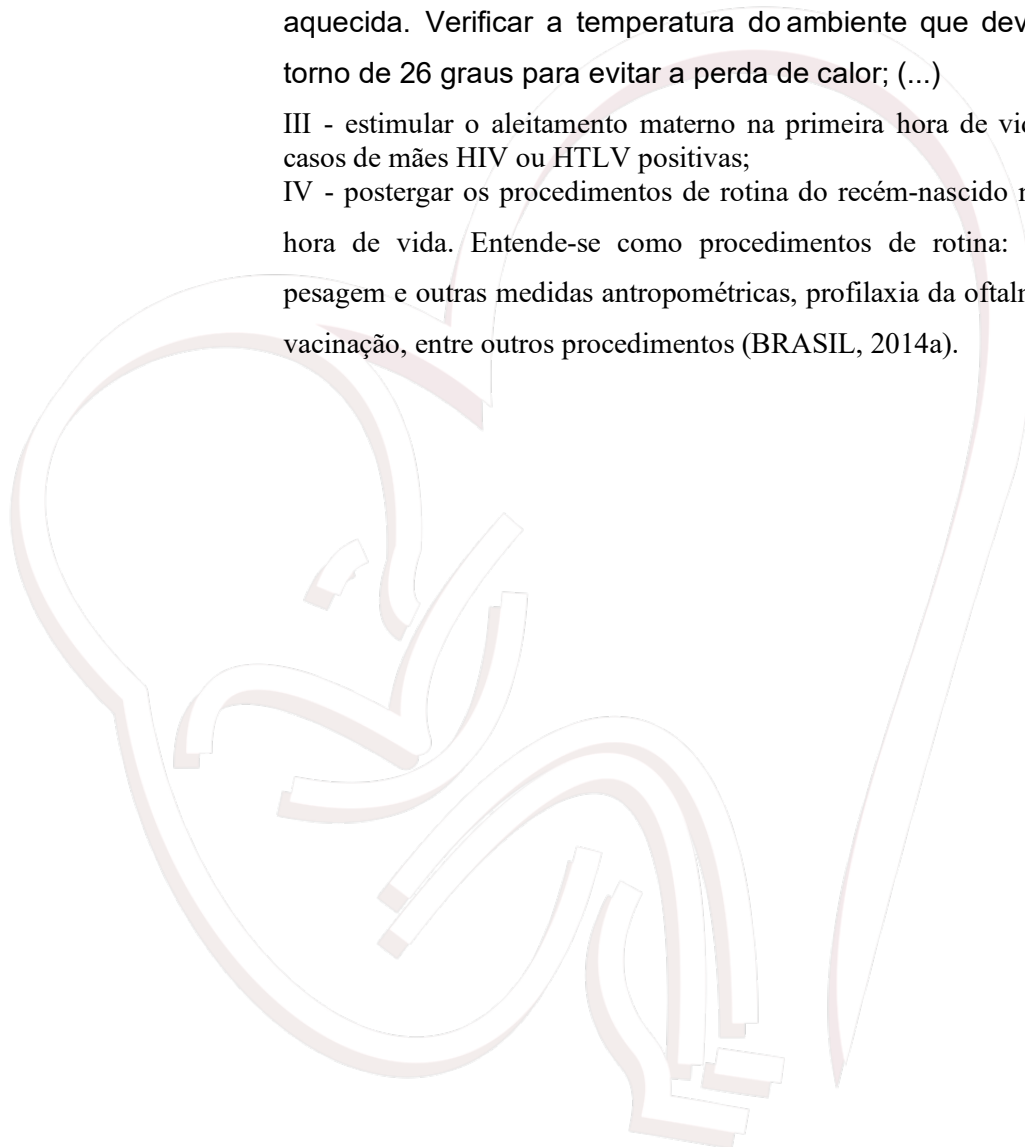 aquecida. Verificar a temperatura do ambiente que dev
torno de 26 graus para evitar a perda de calor; (...)
III - estimular o aleitamento materno na primeira hora de
casos de mães HIV ou HTLV positivas;
IV - postergar os procedimentos de rotina do recém-nascido
hora de vida. Entende-se como procedimentos de rotina:
pesagem e outras medidas antropométricas, profilaxia da
vacinação, entre outros procedimentos (BRASIL, 2014a).